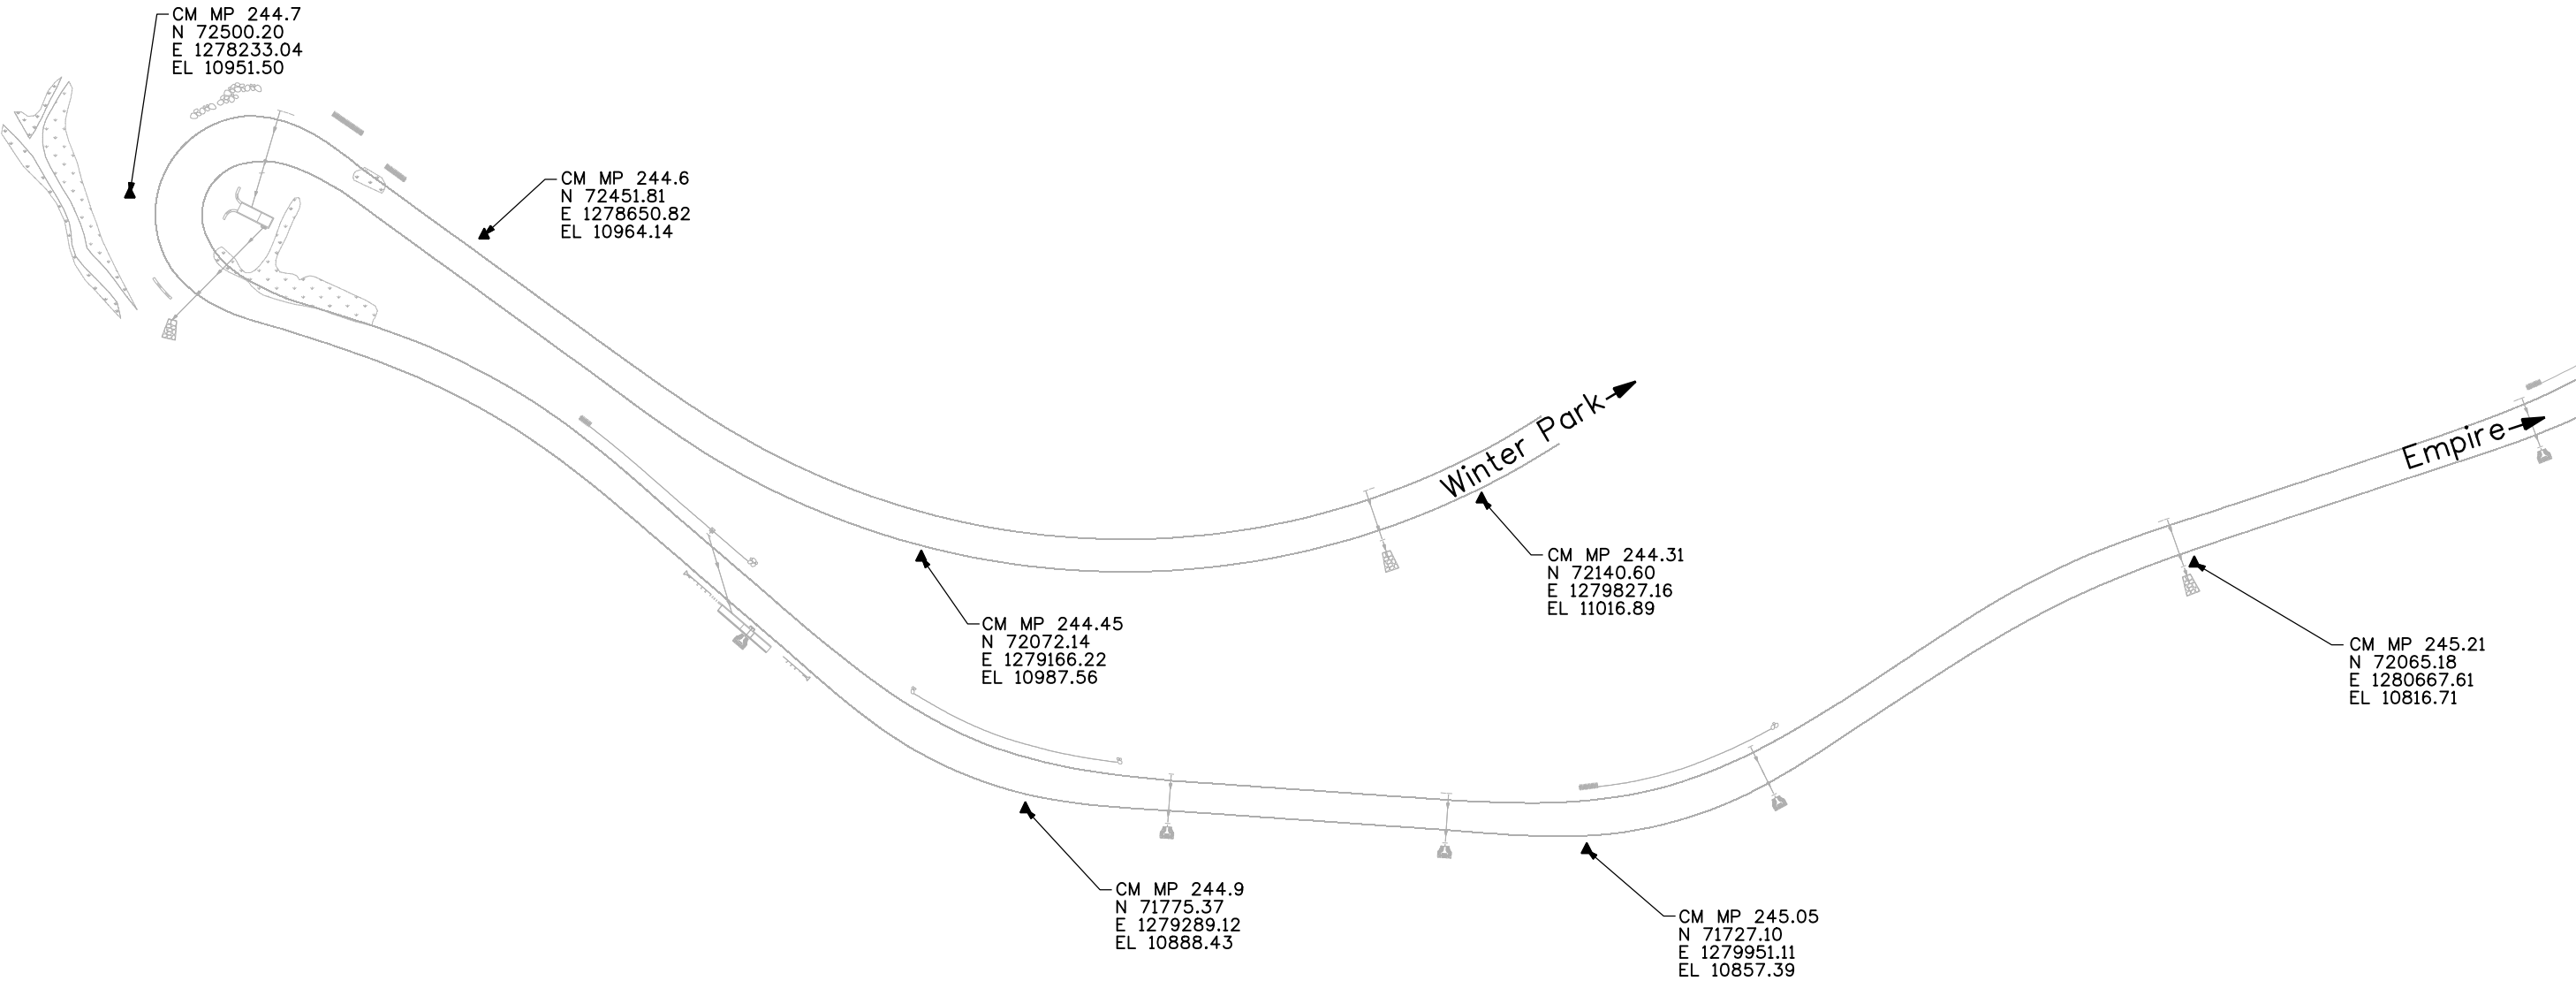 CM MP 244.7
N 72500.20
E 1278233.04
EL 10951.50
CM MP 244.6
N 72451.81
E 1278650.82
EL 10964.14
Winter Park
Empire
CM MP 244.31
N 72140.60
E 1279827.16
EL 11016.89
CM MP 244.45
N 72072.14
E 1279166.22
EL 10987.56
CM MP 245.21
N 72065.18
E 1280667.61
EL 10816.71
CM MP 244.9
N 71775.37
E 1279289.12
EL 10888.43
CM MP 245.05
N 71727.10
E 1279951.11
EL 10857.39